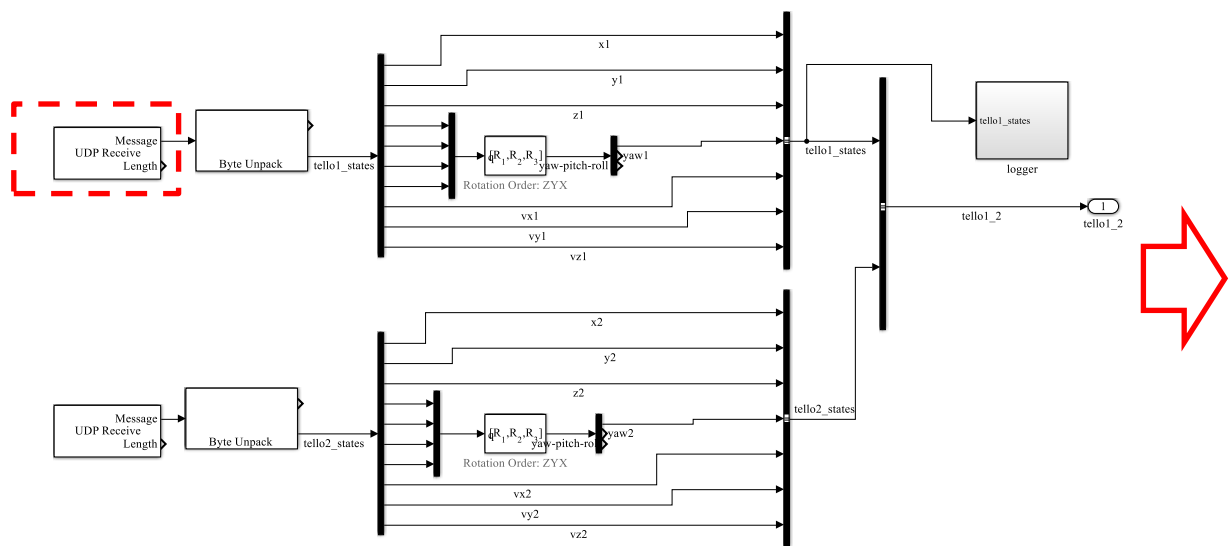 x1
y1
z1
Message
UDP Receive
Length
Byte Unpack
tello1_states
q
[R1,R2,R3]
yaw-pitch-roll
yaw1
Rotation Order: ZYX
vx1
vy1
vz1
tello1_states
tello1_states
logger
tello1_2
1
tello1_2
x2
y2
z2
Message
UDP Receive
Length
Byte Unpack
tello2_states
q
[R1,R2,R3]
yaw-pitch-roll
yaw2
Rotation Order: ZYX
vx2
vy2
vz2
tello2_states